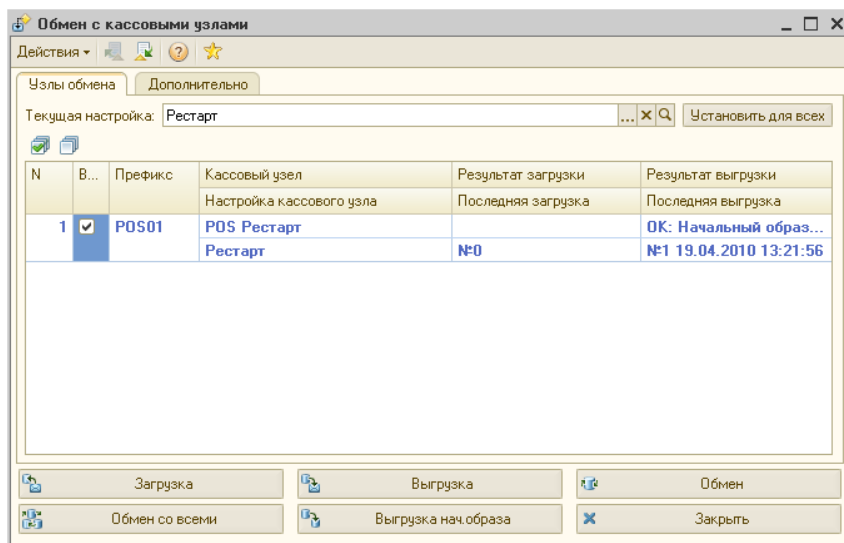 Обмен с кассовыми узлами
Действия
Узлы обмена Дополнительно
Текущая настройка: Рестарт ... Установить для всех
N В... Префикс Кассовый узел Результат загрузки Результат выгрузки
Настройка кассового узла Последняя загрузка Последняя выгрузка
1 POS01 POS Рестарт ОК: Начальный образ...
Рестарт №0 №1 19.04.2010 13:21:56
Загрузка Выгрузка Обмен
Обмен со всеми Выгрузка нач.образа Закрыть